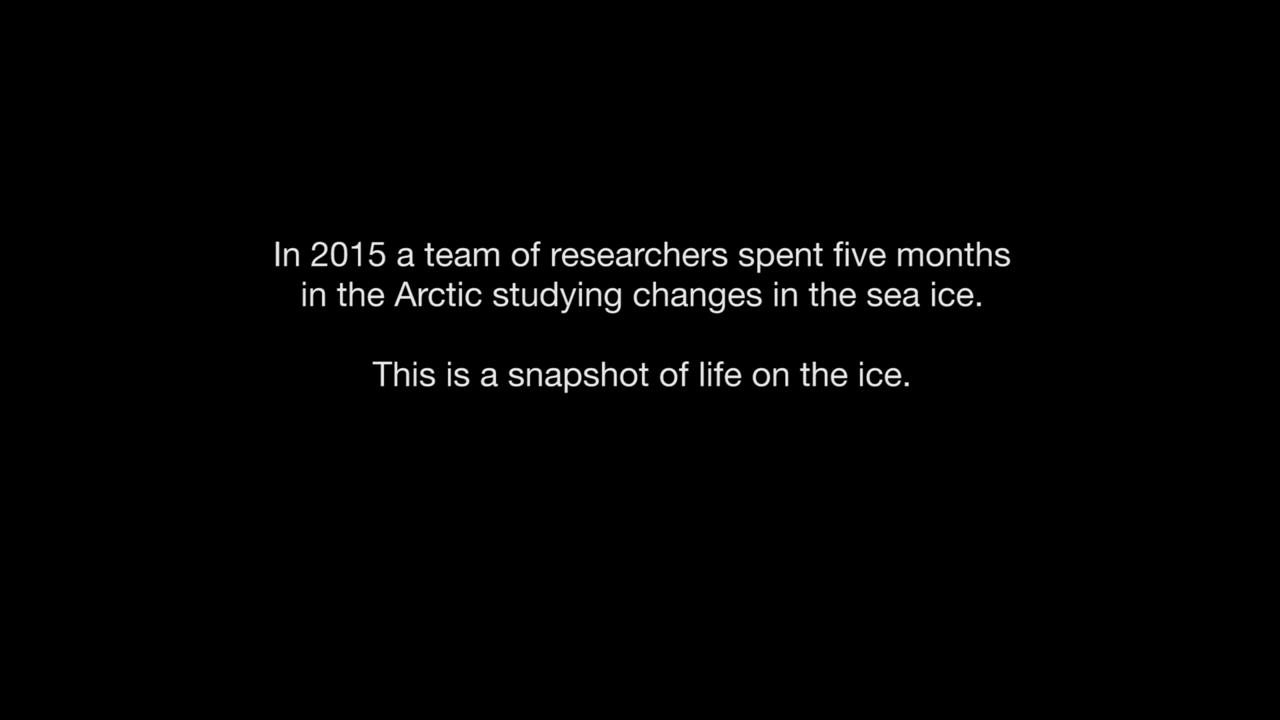 In 2015 a team of researchers spent five months
in the Arctic studying changes in the sea ice.
This is a snapshot of life on the ice.